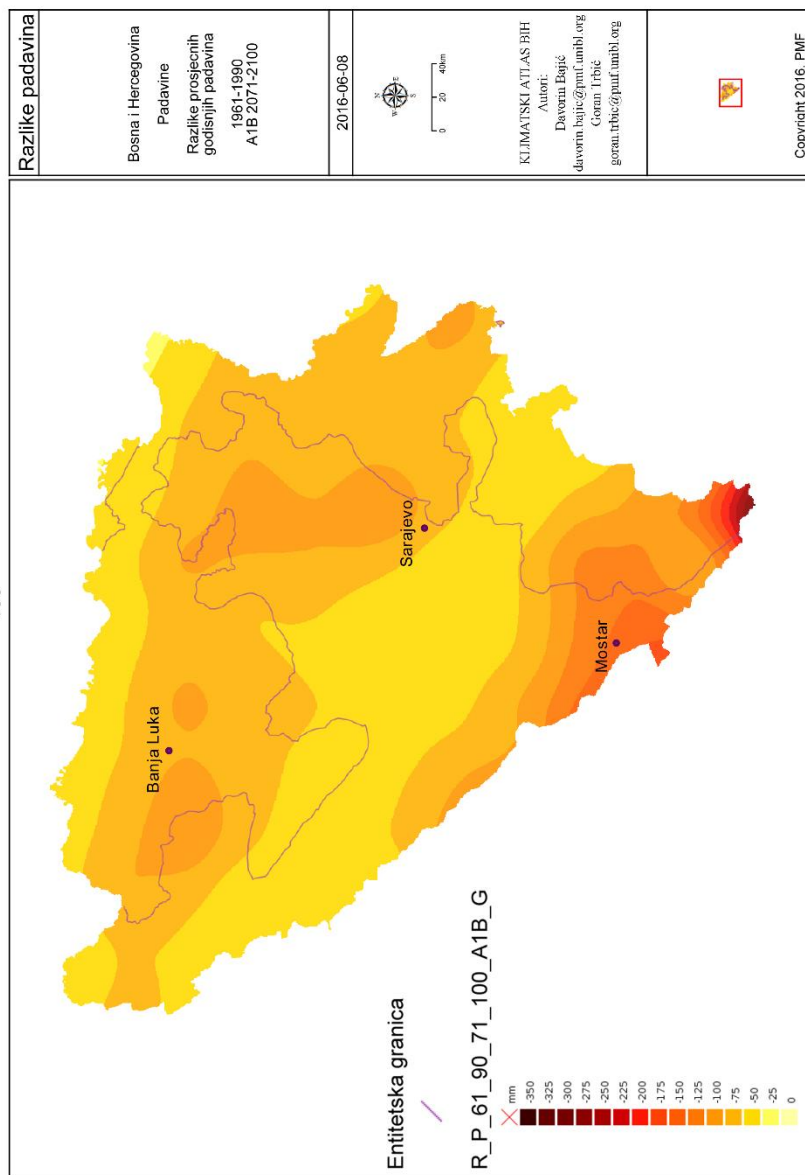 Razlike padavina
Bosna i Hercegovina
Padavine
Razlike prosjecnih
godisnjih padavina
1961-1990
A1B 2071-2100
2016-06-08
N
W
E
S
0
20
40km
KLIMATSKI ATLAS BIH
Autori:
Davorin Bajić
davorin.bajic@pmf.unibl.org
Goran Trbić
goran.trbic@pmf.unibl.org
Copyright 2016. PMF
Banja Luka
Sarajevo
Mostar
Entitetska granica
R_P_61_90_71_100_A1B_G
mm
-350
-325
-300
-275
-250
-225
-200
-175
-150
-125
-100
-75
-50
-25
0